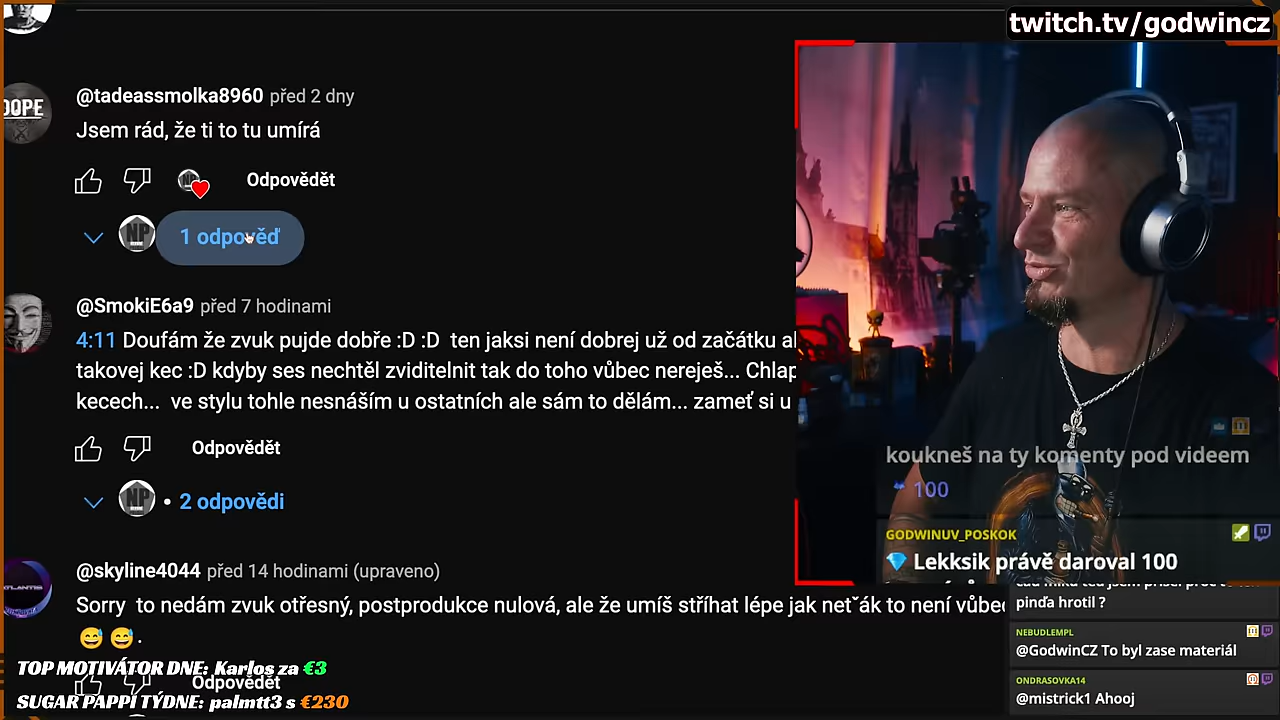 twitch.tv/godwincz
DOPE
@tadeassmolka8960 před 2 dny
Jsem rád, že ti to tu umírá
Odpovědět
NP
1 odpověď
@SmokiE6a9 před 7 hodinami
4:11 Doufám že zvuk pujde dobře :D :D ten jaksi není dobrej už od začátku
takovej kec :D kdyby ses nechtěl zviditelnit tak do toho vůbec nereješ... Chlap
kecech... ve stylu tohle nesnáším u ostatních ale sám to dělám... zameť si u
Odpovědět
NP
• 2 odpovědi
@skyline4044 před 14 hodinami (upraveno)
Sorry to nedám zvuk otřesný, postprodukce nulová, ale že umíš stříhat lépe jak netˇák to není vůbec
😅 😅 .
Odpovědět
TOP MOTIVÁTOR DNE: Karlos za €3
SUGAR PAPPI TÝDNE: palmtt3 s €230
koukneš na ty komenty pod videem
100
GODWINUV_POSKOK
💎 Lekksik právě daroval 100
pinďa hrotil ?
NEBUDLEMPL
@GodwinCZ To byl zase materiál
ONDRASOVKA14
@mistrick1 Ahooj